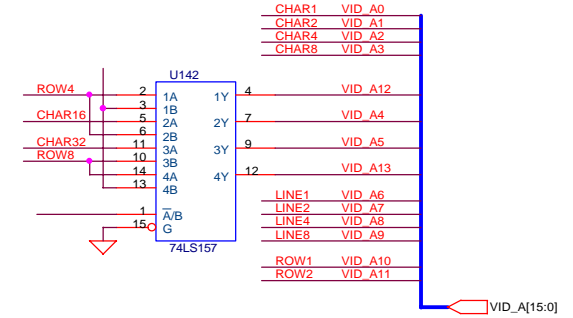 CHAR1 VID_A0
CHAR2 VID_A1
CHAR4 VID_A2
CHAR8 VID_A3
U142
ROW4 2 1A 1Y 4 VID_A12
3 1B
CHAR16 5 2A 2Y 7 VID_A4
6 2B
CHAR32 11 3A 3Y 9 VID_A5
ROW8 10 3B
14 4A 4Y 12 VID_A13
13 4B
LINE1 VID_A6
1 A/B LINE2 VID_A7
15 G LINE4 VID_A8
LINE8 VID_A9
74LS157
ROW1 VID_A10
ROW2 VID_A11
VID_A[15:0]